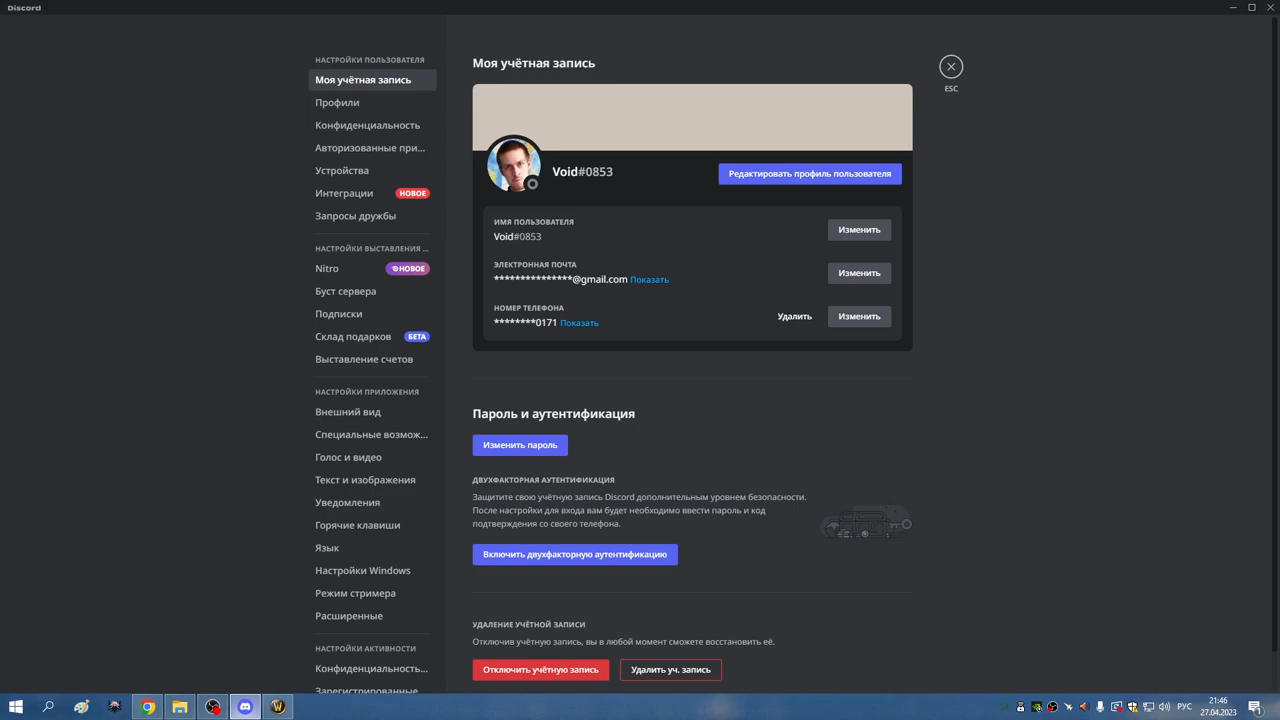 Discord
НАСТРОЙКИ ПОЛЬЗОВАТЕЛЯ
Моя учётная запись
Профили
Конфиденциальность
Авторизованные при...
Устройства
Интеграции НОВОЕ
Запросы дружбы
НАСТРОЙКИ ВЫСТАВЛЕНИЯ ...
Nitro НОВОЕ
Буст сервера
Подписки
Склад подарков БЕТА
Выставление счетов
НАСТРОЙКИ ПРИЛОЖЕНИЯ
Внешний вид
Специальные возмож...
Голос и видео
Текст и изображения
Уведомления
Горячие клавиши
Язык
Настройки Windows
Режим стримера
Расширенные
НАСТРОЙКИ АКТИВНОСТИ
Конфиденциальность...
Зарегистрированные
Моя учётная запись
ESC
Void#0853
Редактировать профиль пользователя
ИМЯ ПОЛЬЗОВАТЕЛЯ
Void#0853
Изменить
ЭЛЕКТРОННАЯ ПОЧТА
***************@gmail.com Показать
Изменить
НОМЕР ТЕЛЕФОНА
********0171 Показать
Удалить
Изменить
Пароль и аутентификация
Изменить пароль
ДВУХФАКТОРНАЯ АУТЕНТИФИКАЦИЯ
Защитите свою учётную запись Discord дополнительным уровнем безопасности.
После настройки для входа вам будет необходимо ввести пароль и код
подтверждения со своего телефона.
Включить двухфакторную аутентификацию
УДАЛЕНИЕ УЧЁТНОЙ ЗАПИСИ
Отключив учётную запись, вы в любой момент сможете восстановить её.
Отключить учётную запись
Удалить уч. запись
РУС
21:46
27.04.2023